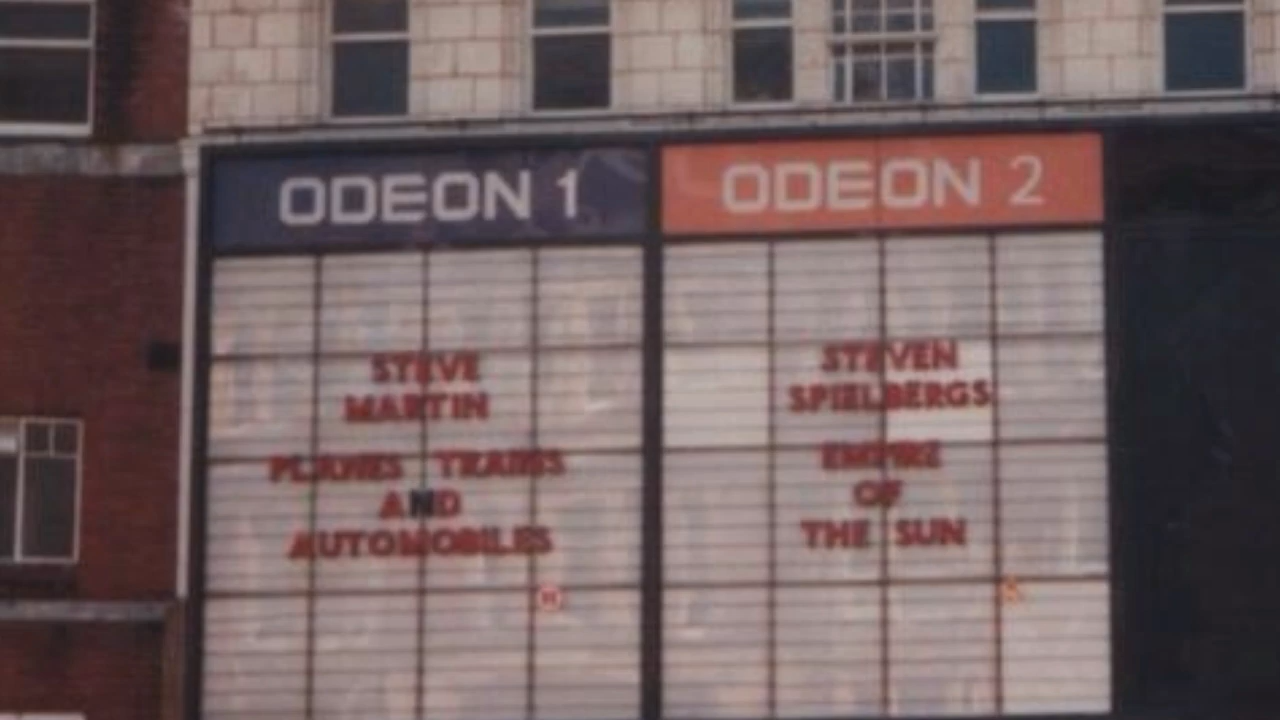 ODEON 1
STEVE
MARTIN
PLANES TRAINS
AND
AUTOMOBILES
ODEON 2
STEVEN
SPIELBERGS
EMPIRE
OF
THE SUN